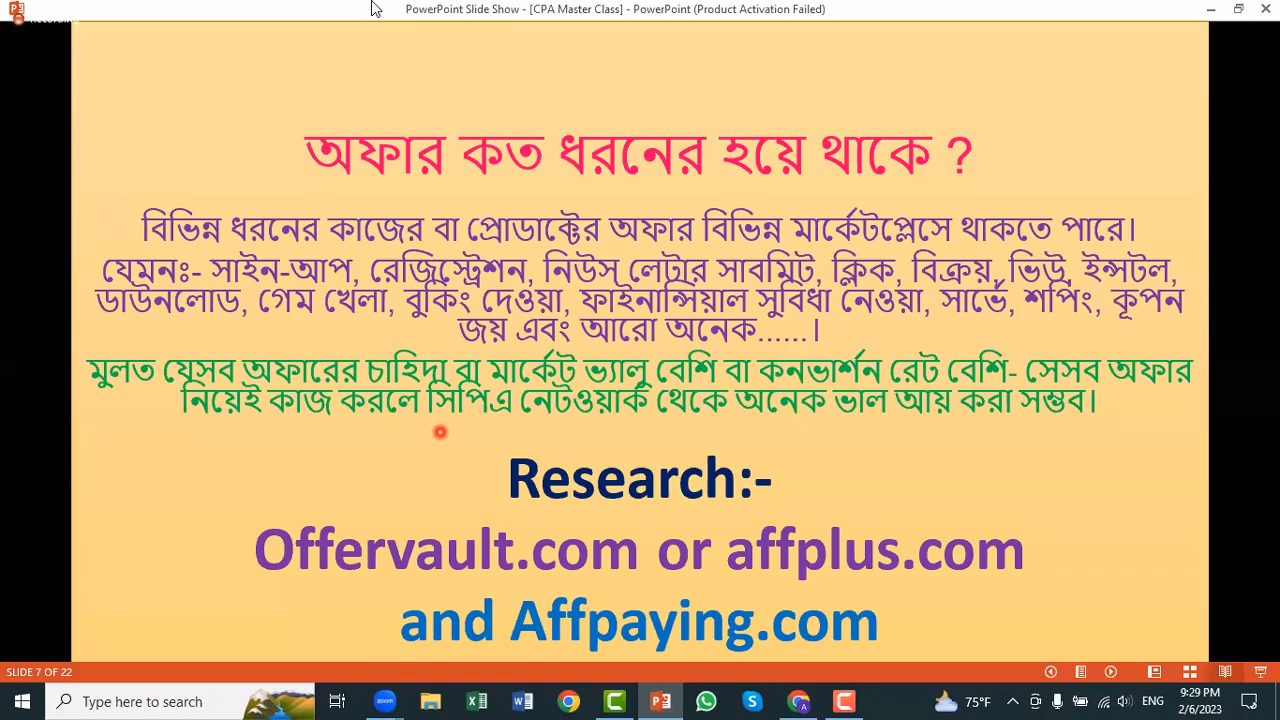 PowerPoint Slide Show - [CPA Master Class] - PowerPoint (Product Activation Failed)
অফার কত ধরনের হয়ে থাকে ?
বিভিন্ন ধরনের কাজের বা প্রোডাক্টের অফার বিভিন্ন মার্কেটপ্লেসে থাকতে পারে।
যেমনঃ- সাইন-আপ, রেজিস্ট্রেশন, নিউস লেটার সাবমিট, ক্লিক, বিক্রয়, ভিউ, ইন্সটল,
ডাউনলোড, গেম খেলা, বুকিং দেওয়া, ফাইনান্সিয়াল সুবিধা নেওয়া, সার্ভে, শপিং, কূপন
জয় এবং আরো অনেক......।
মুলত যেসব অফারের চাহিদা বা মার্কেট ভ্যালু বেশি বা কনভার্শন রেট বেশি- সেসব অফার
নিয়েই কাজ করলে সিপিএ নেটওয়ার্ক থেকে অনেক ভাল আয় করা সম্ভব।
Research:-
Offervault.com or affplus.com
and Affpaying.com
SLIDE 7 OF 22
Type here to search
zoom
75°F
ENG
9:29 PM
2/6/2023